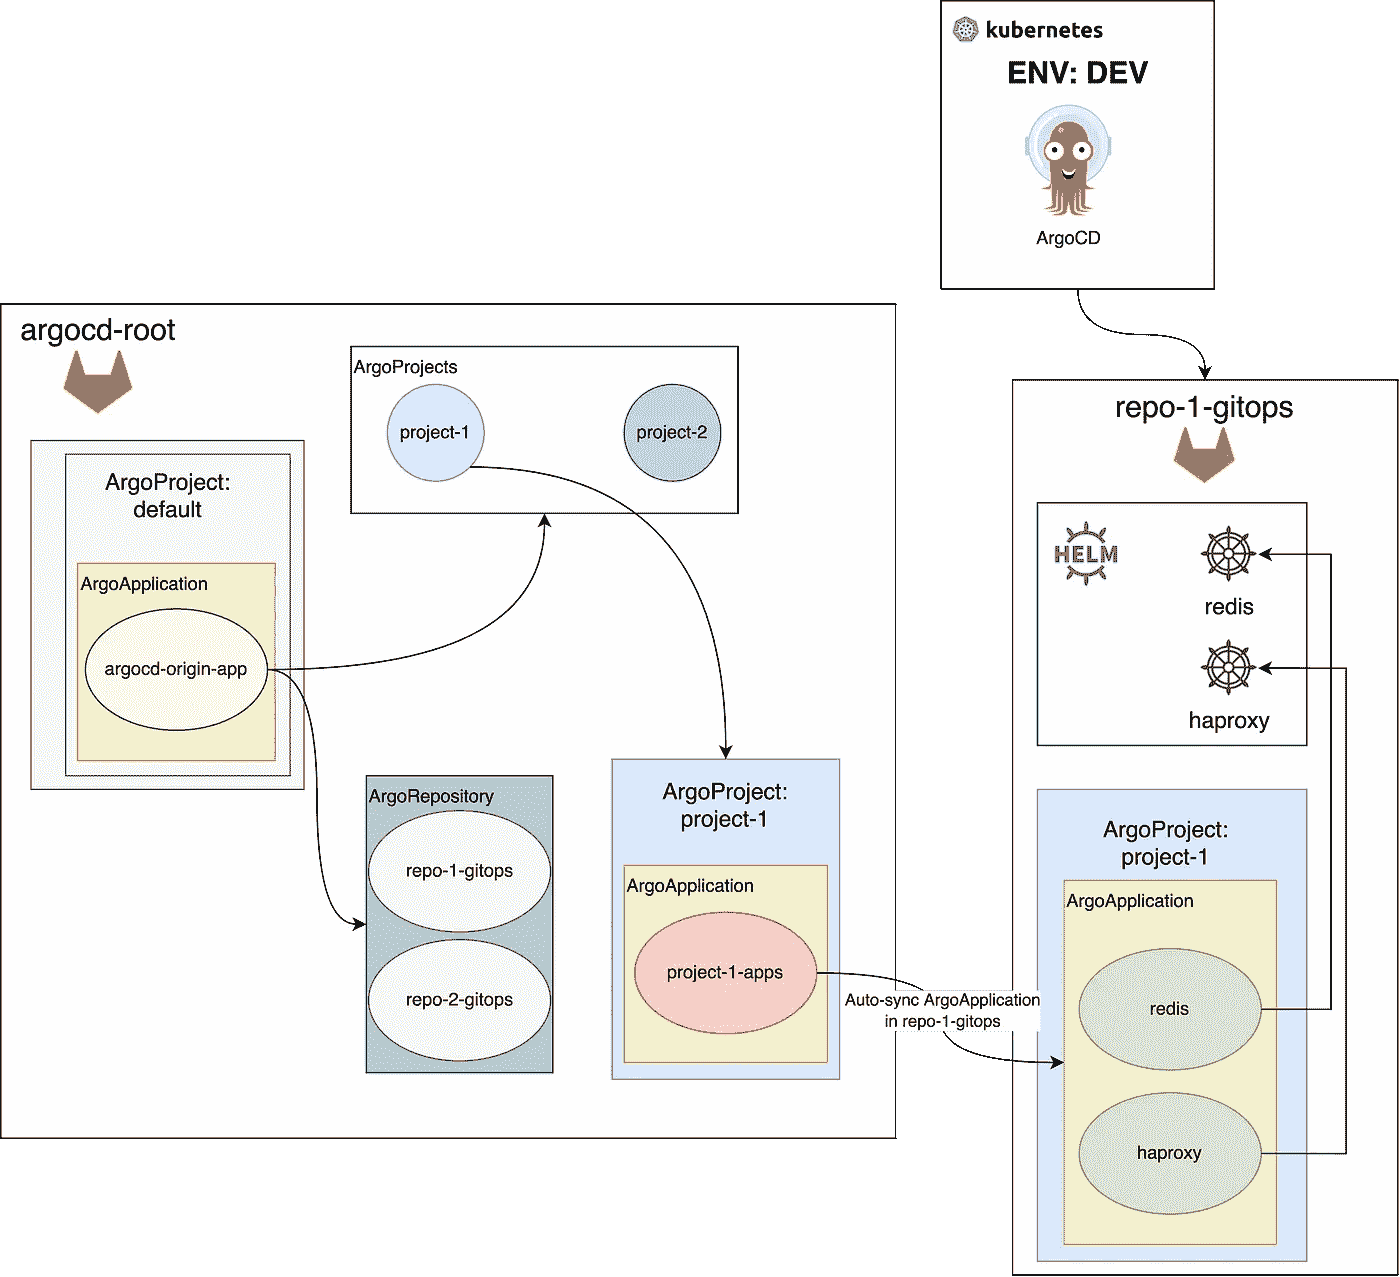 kubernetes
ENV: DEV
ArgoCD
argocd-root
ArgoProjects
project-1
project-2
ArgoProject:
default
ArgoApplication
argocd-origin-app
ArgoRepository
repo-1-gitops
repo-2-gitops
ArgoProject:
project-1
ArgoApplication
project-1-apps
Auto-sync ArgoApplication
in repo-1-gitops
repo-1-gitops
HELM
redis
haproxy
ArgoProject:
project-1
ArgoApplication
redis
haproxy